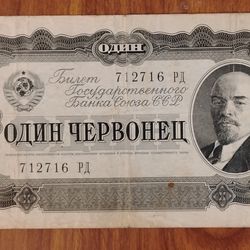 ОДИН
Билет 712716 РД
Государственного
Банка Союза ССР
ОДИН ЧЕРВОНЕЦ
712716 РД